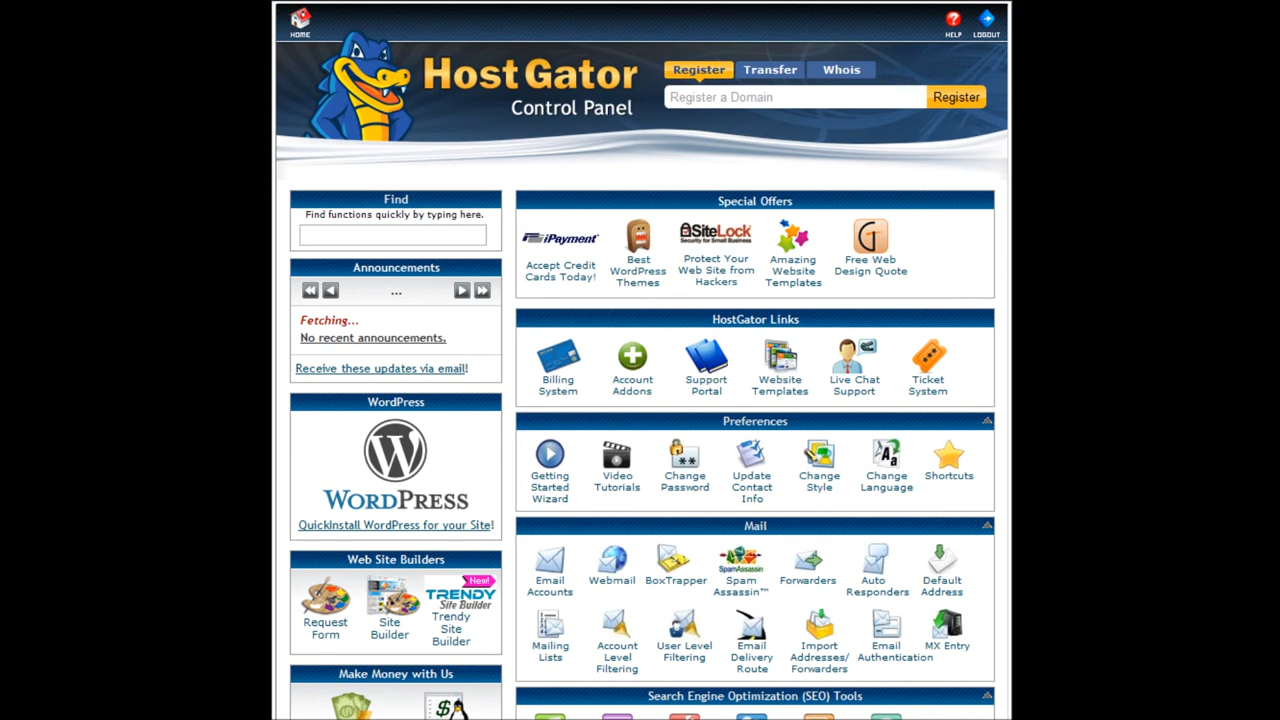 HOME
HELP
LOGOUT
HostGator
Control Panel
Register
Transfer
Whois
Register a Domain
Register
Find
Find functions quickly by typing here.
Announcements
...
Fetching...
No recent announcements.
Receive these updates via email!
WordPress
W
WORDPRESS
QuickInstall WordPress for your Site!
Web Site Builders
Request
Form
Site
Builder
New!
TRENDY
Site Builder
Trendy
Site
Builder
Make Money with Us
$
Special Offers
iPayment
Accept Credit
Cards Today!
Best
WordPress
Themes
SiteLock
Security for Small Business
Protect Your
Web Site from
Hackers
Amazing
Website
Templates
Free Web
Design Quote
HostGator Links
Billing
System
Account
Addons
Support
Portal
Website
Templates
Live Chat
Support
Ticket
System
Preferences
Getting
Started
Wizard
Video
Tutorials
**
Change
Password
Update
Contact
Info
Change
Style
Aa
Change
Language
Shortcuts
Mail
Email
Accounts
Webmail
BoxTrapper
SpamAssassin
Spam
Assassin™
Forwarders
Auto
Responders
Default
Address
Mailing
Lists
Account
Level
Filtering
User Level
Filtering
Email
Delivery
Route
Import
Addresses/
Forwarders
Email
Authentication
MX Entry
Search Engine Optimization (SEO) Tools